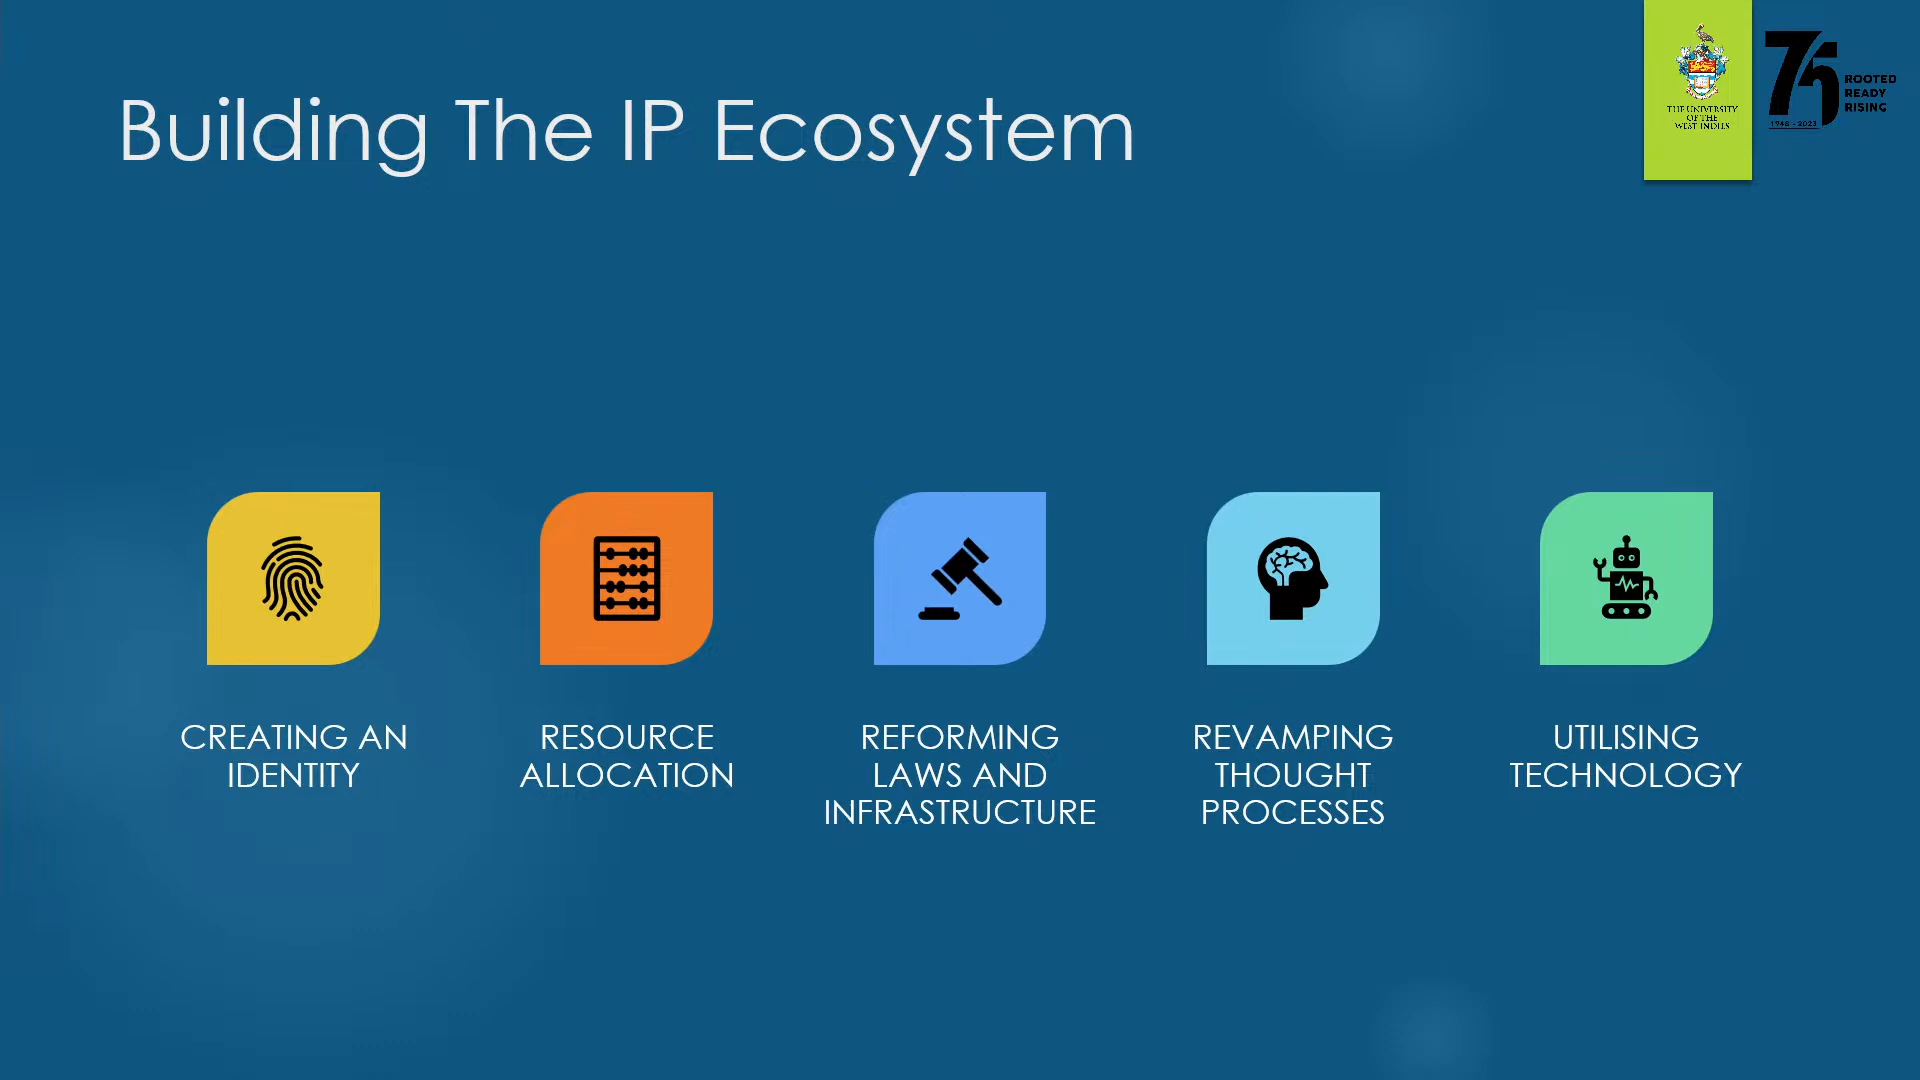 Building The IP Ecosystem
THE UNIVERSITY
OF THE
WEST INDIES
75
ROOTED
READY
RISING
1948 - 2023
CREATING AN
IDENTITY
RESOURCE
ALLOCATION
REFORMING
LAWS AND
INFRASTRUCTURE
REVAMPING
THOUGHT
PROCESSES
UTILISING
TECHNOLOGY